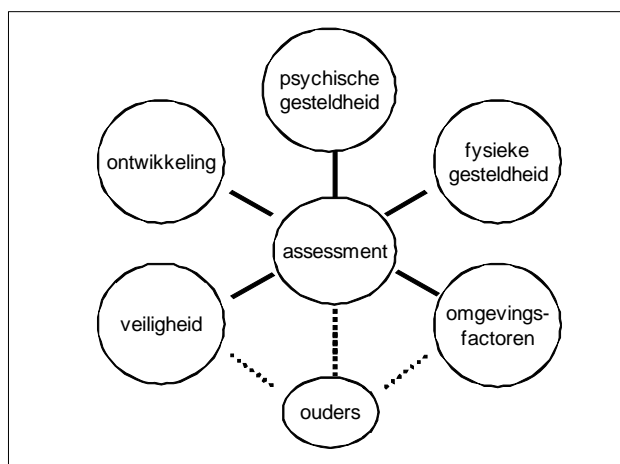 psychische
gesteldheid
ontwikkeling
fysieke
gesteldheid
assessment
veiligheid
omgevings-
factoren
ouders